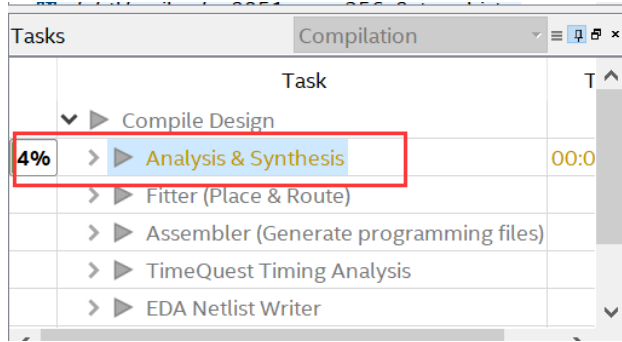 Tasks Compilation
Task T
Compile Design
4% Analysis & Synthesis 00:0
Fitter (Place & Route)
Assembler (Generate programming files)
TimeQuest Timing Analysis
EDA Netlist Writer